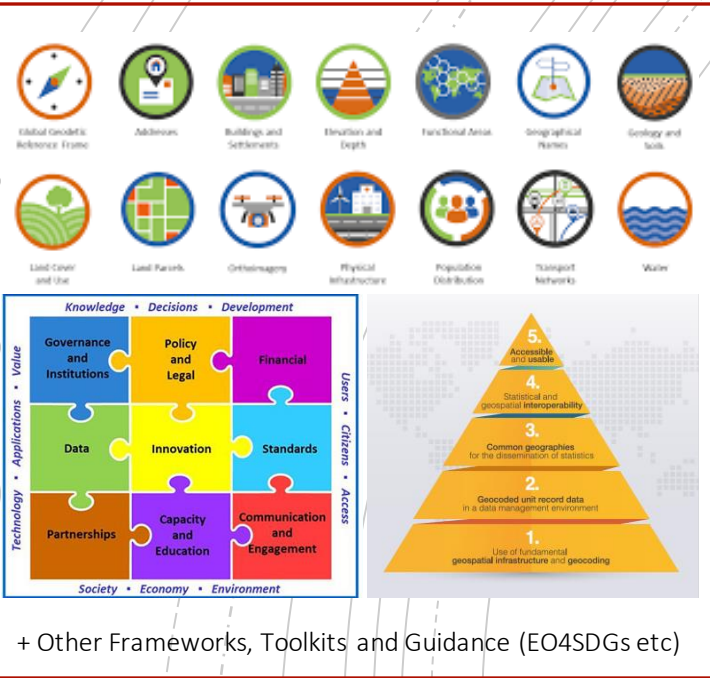 Global Geodetic
Reference Frame
Addresses
Buildings and
Settlements
Elevation and
Depth
Functional Areas
Geographical
Names
Geology and
Soils
Land Cover
and Use
Land Parcels
Orthoimagery
Physical
Infrastructure
Population
Distribution
Transport
Networks
Water
Knowledge • Decisions • Development
Technology • Applications • Value
Governance
and
Institutions
Policy
and
Legal
Financial
Data
Innovation
Standards
Partnerships
Capacity
and
Education
Communication
and
Engagement
Users • Citizens • Access
Society • Economy • Environment
5.
Accessible
and usable
4.
Statistical and
geospatial interoperability
3.
Common geographies
for the dissemination of statistics
2.
Geocoded unit record data
in a data management environment
1.
Use of fundamental
geospatial infrastructure and geocoding
+ Other Frameworks, Toolkits and Guidance (EO4SDGs etc)